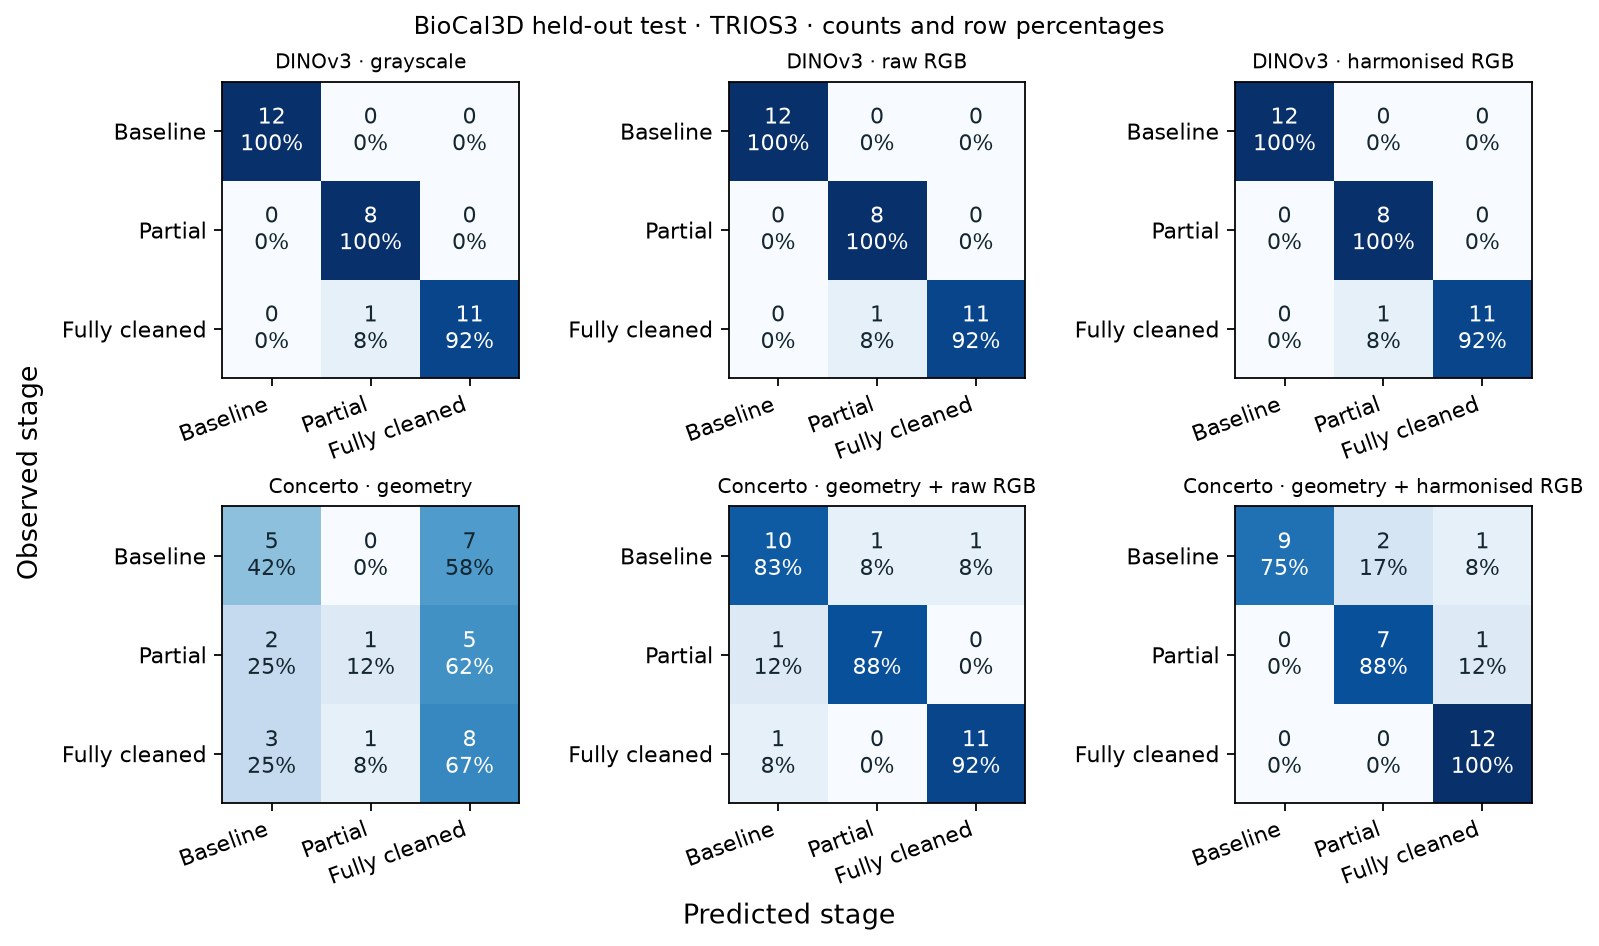 BioCal3D held-out test · TRIOS3 · counts and row percentages
DINOv3 · grayscale
Baseline
12 0 0
100% 0% 0%
Partial
0 8 0
0% 100% 0%
Fully cleaned
0 1 11
0% 8% 92%
Baseline
Partial
Fully cleaned
DINOv3 · raw RGB
Baseline
12 0 0
100% 0% 0%
Partial
0 8 0
0% 100% 0%
Fully cleaned
0 1 11
0% 8% 92%
Baseline
Partial
Fully cleaned
DINOv3 · harmonised RGB
Baseline
12 0 0
100% 0% 0%
Partial
0 8 0
0% 100% 0%
Fully cleaned
0 1 11
0% 8% 92%
Baseline
Partial
Fully cleaned
Observed stage
Concerto · geometry
Baseline
5 0 7
42% 0% 58%
Partial
2 1 5
25% 12% 62%
Fully cleaned
3 1 8
25% 8% 67%
Baseline
Partial
Fully cleaned
Concerto · geometry + raw RGB
Baseline
10 1 1
83% 8% 8%
Partial
1 7 0
12% 88% 0%
Fully cleaned
1 0 11
8% 0% 92%
Baseline
Partial
Fully cleaned
Concerto · geometry + harmonised RGB
Baseline
9 2 1
75% 17% 8%
Partial
0 7 1
0% 88% 12%
Fully cleaned
0 0 12
0% 0% 100%
Baseline
Partial
Fully cleaned
Predicted stage